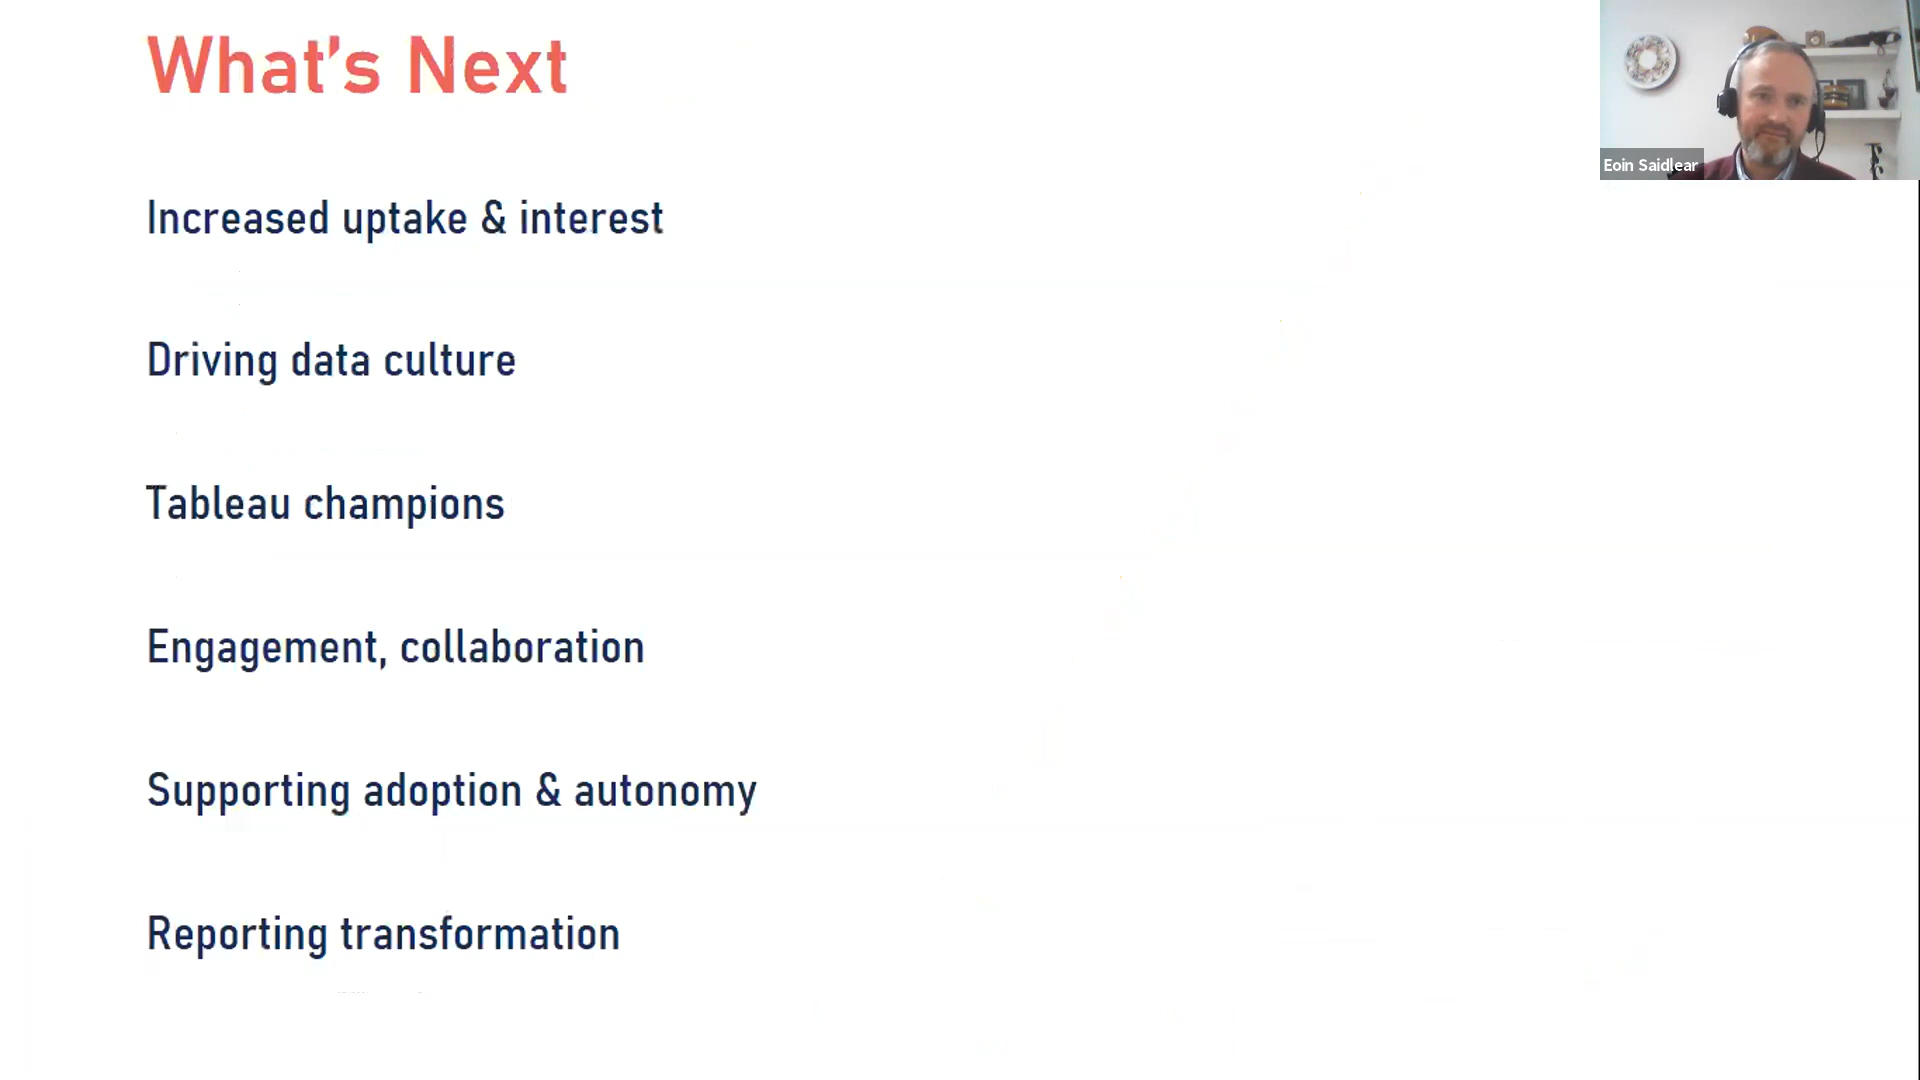 What's Next
Eoin Saidlear
Increased uptake & interest
Driving data culture
Tableau champions
Engagement, collaboration
Supporting adoption & autonomy
Reporting transformation